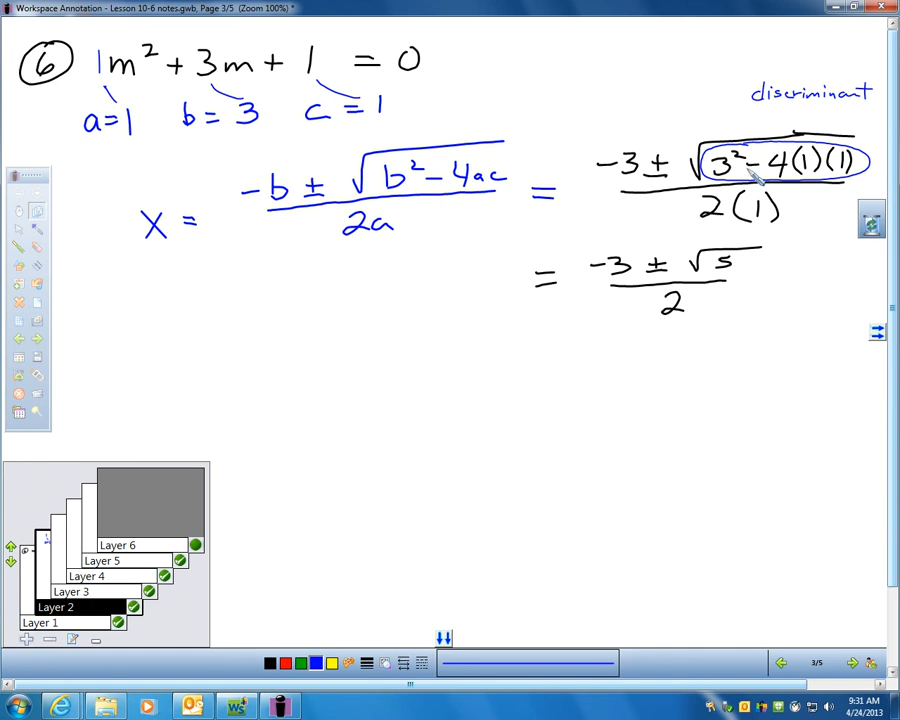 Workspace Annotation - Lesson 10-6 notes.gwb, Page 3/5 (Zoom 100%) *
6 1m² + 3m + 1 = 0
discriminant
a=1 b = 3 c = 1
x = -b ± √b² - 4ac / 2a = -3 ± √3² - 4(1)(1) / 2(1)
= -3 ± √5 / 2
Layer 6
Layer 5
Layer 4
Layer 3
Layer 2
Layer 1
3/5
9:31 AM
4/24/2013